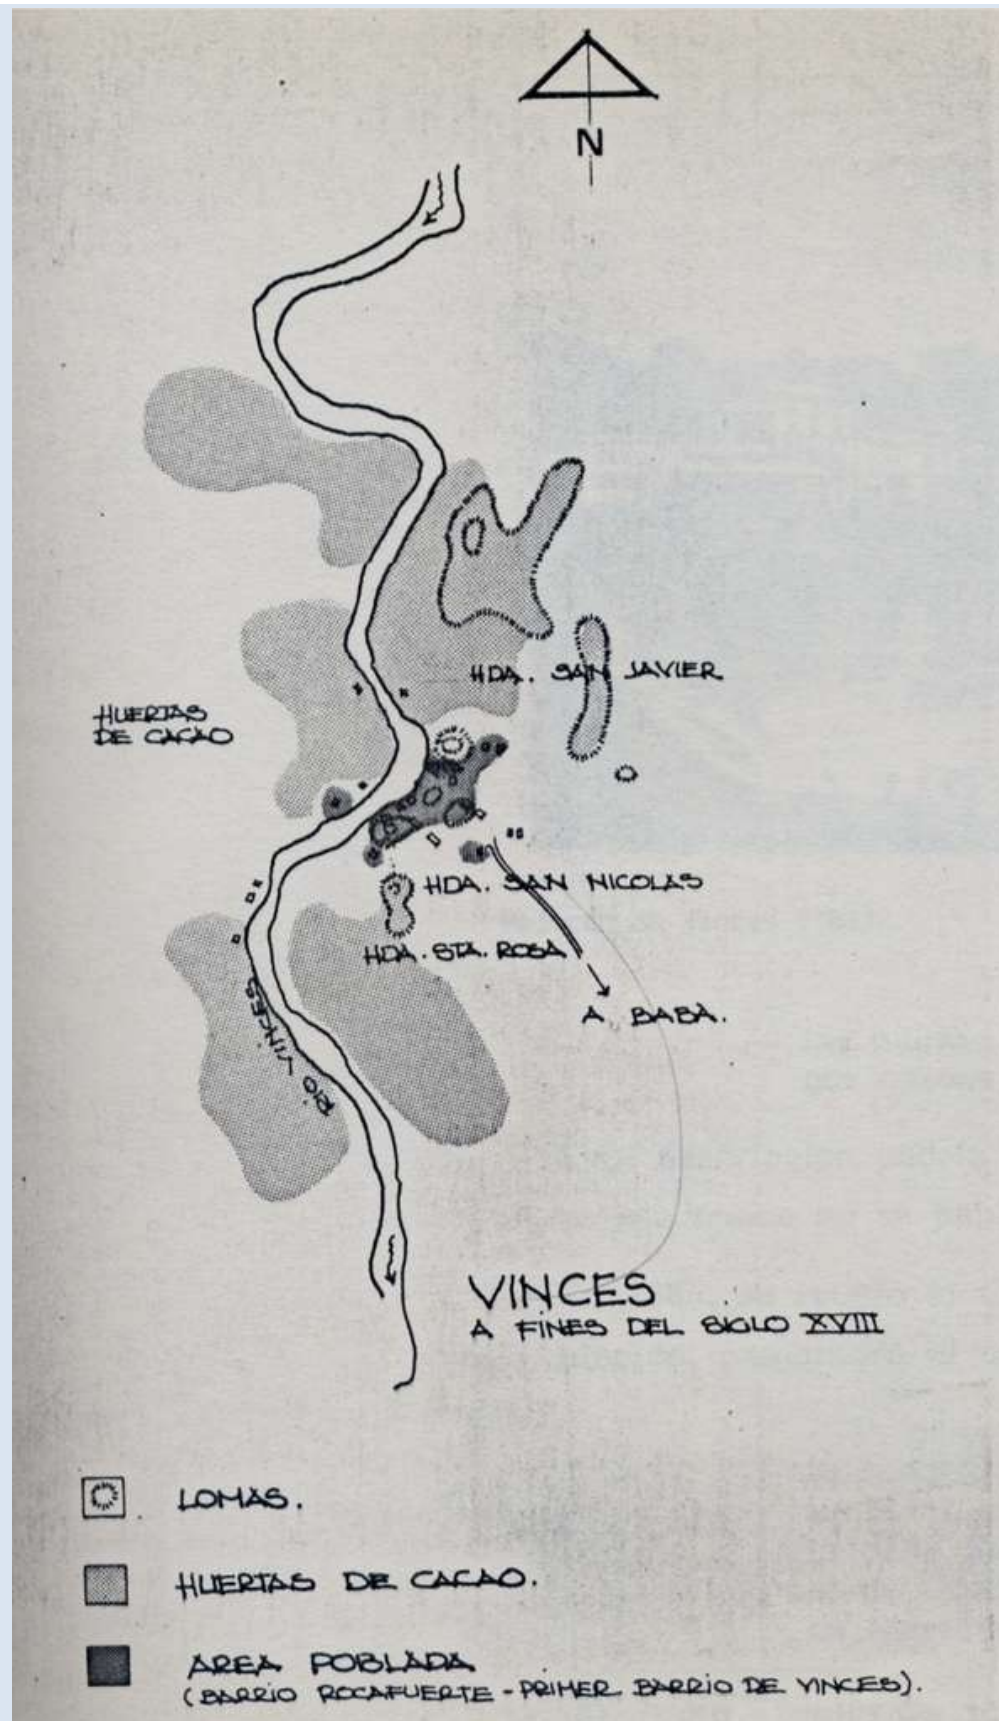 N
HUERTAS
DE CACAO
HDA. SAN JAVIER
HDA. SAN NICOLAS
HDA. STA. ROSA
A BABA.
RIO VINCES
VINCES
A FINES DEL SIGLO XVIII
LOMAS.
HUERTAS DE CACAO.
AREA POBLADA
(BARRIO ROCAFUERTE - PRIMER BARRIO DE VINCES).